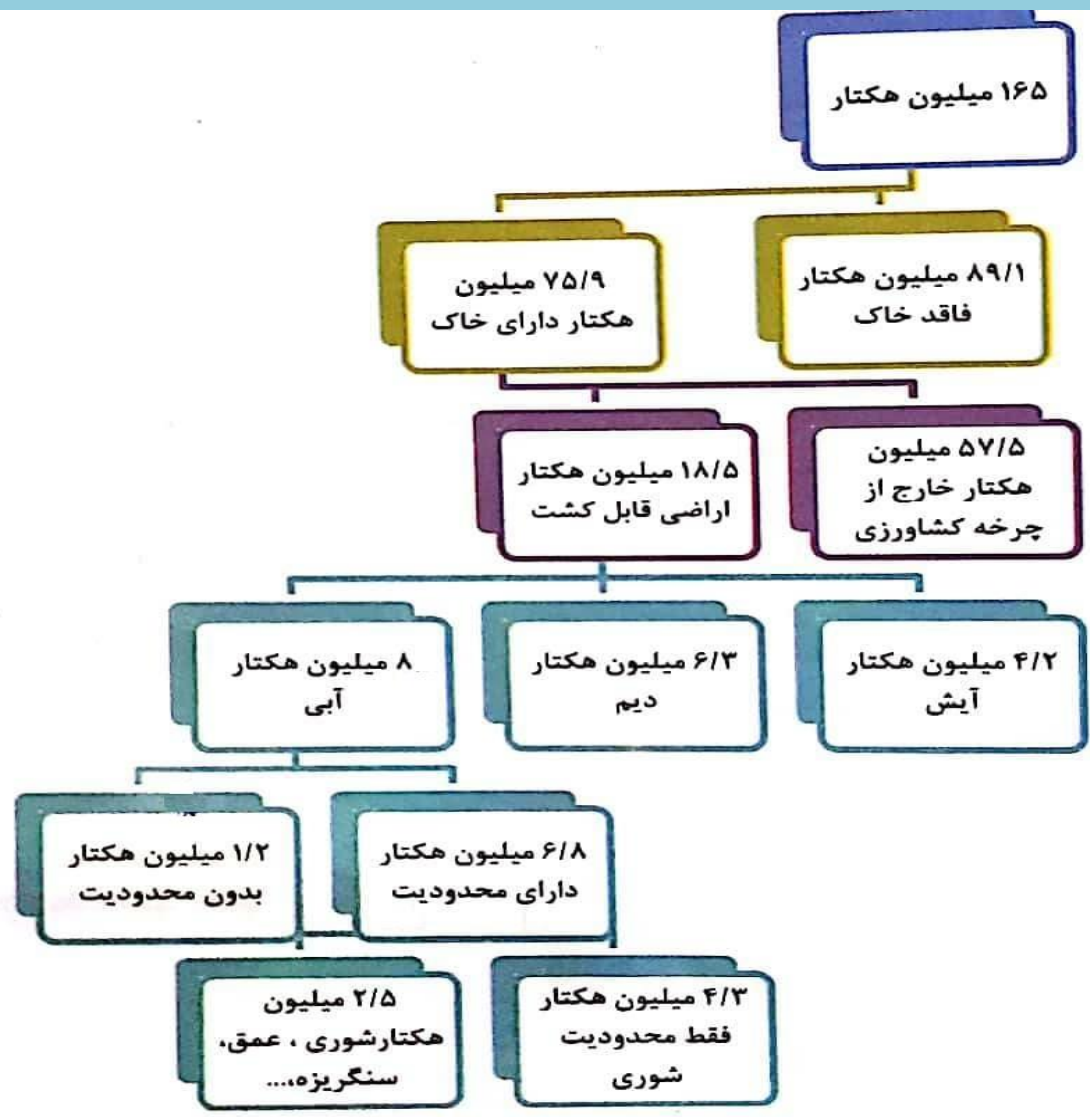 ۱۶۵ میلیون هکتار
۸۹/۱ میلیون هکتار
فاقد خاک
۷۵/۹ میلیون
هکتار دارای خاک
۵۷/۵ میلیون
هکتار خارج از
چرخه کشاورزی
۱۸/۵ میلیون هکتار
اراضی قابل کشت
۴/۲ میلیون هکتار
آیش
۶/۳ میلیون هکتار
دیم
۸ میلیون هکتار
آبی
۶/۸ میلیون هکتار
دارای محدودیت
۱/۲ میلیون هکتار
بدون محدودیت
۴/۳ میلیون هکتار
فقط محدودیت
شوری
۲/۵ میلیون
هکتارشوری ، عمق،
سنگریزه،...